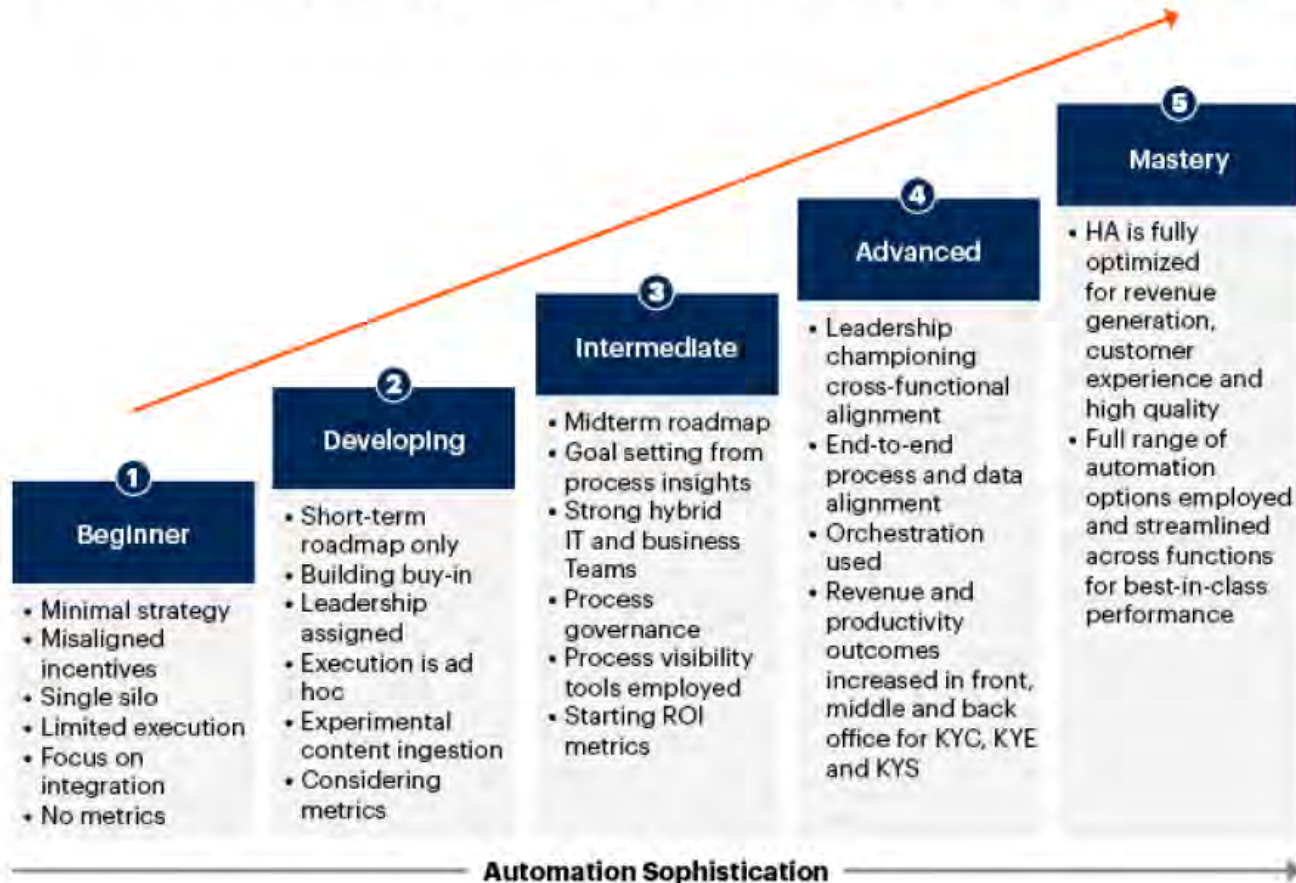 1
Beginner
• Minimal strategy
• Misaligned
incentives
• Single silo
• Limited execution
• Focus on
integration
• No metrics
2
Developing
• Short-term
roadmap only
• Building buy-in
• Leadership
assigned
• Execution is ad
hoc
• Experimental
content ingestion
• Considering
metrics
3
Intermediate
• Midterm roadmap
• Goal setting from
process insights
• Strong hybrid
IT and business
Teams
• Process
governance
• Process visibility
tools employed
• Starting ROI
metrics
4
Advanced
• Leadership
championing
cross-functional
alignment
• End-to-end
process and data
alignment
• Orchestration
used
• Revenue and
productivity
outcomes
increased in front,
middle and back
office for KYC, KYE
and KYS
5
Mastery
• HA is fully
optimized
for revenue
generation,
customer
experience and
high quality
• Full range of
automation
options employed
and streamlined
across functions
for best-in-class
performance
Automation Sophistication